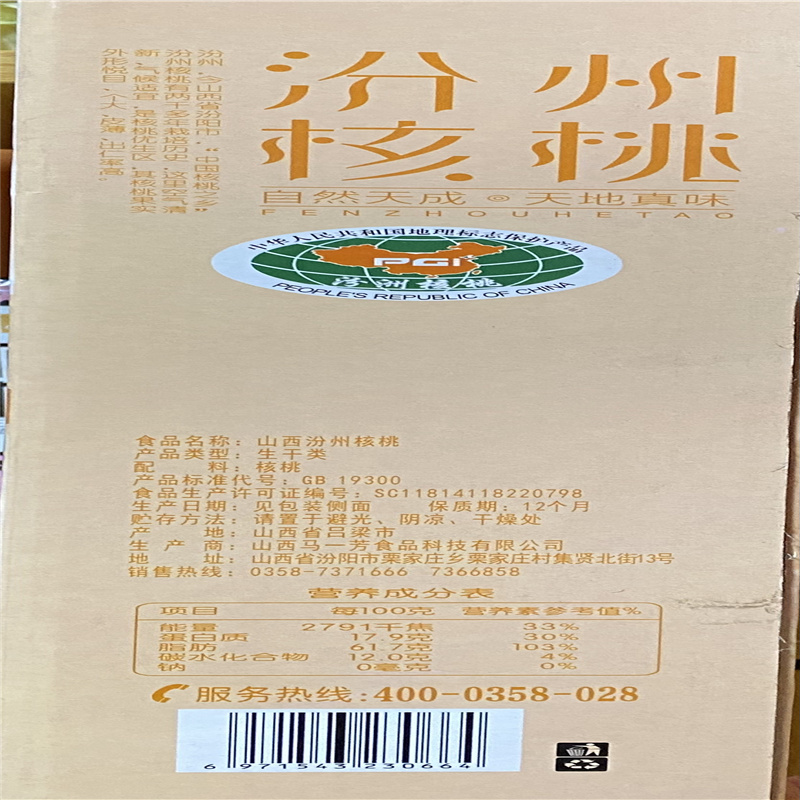 汾州核桃
自然天成◎天地真味
FENZHOUHETAO
汾州,今山西省汾阳市,“中国核桃之乡”
汾州核桃有两千多年栽培历史,这里空气清
新、气候适宜,是核桃优生区,其核桃果实
外形悦目、个大、皮薄、出仁率高。
中华人民共和国地理标志保护产品
PGI
汾州核桃
PEOPLE'S REPUBLIC OF CHINA
食品名称:山西汾州核桃
产品类型:生干类
配 料:核桃
产品标准代号:GB 19300
食品生产许可证编号:SC11814118220798
生产日期:见包装侧面 保质期:12个月
贮存方法:请置于避光、阴凉、干燥处
产 地:山西省吕梁市
生 产 商:山西马一芳食品科技有限公司
地 址:山西省汾阳市栗家庄乡栗家庄村集贤北街13号
销售热线:0358-7371666 7366858
营养成分表
项目 每100克 营养素参考值%
能量 2791千焦 33%
蛋白质 17.9克 30%
脂肪 61.7克 103%
碳水化合物 12.0克 4%
钠 0毫克 0%
服务热线:400-0358-028
6 971543 230664